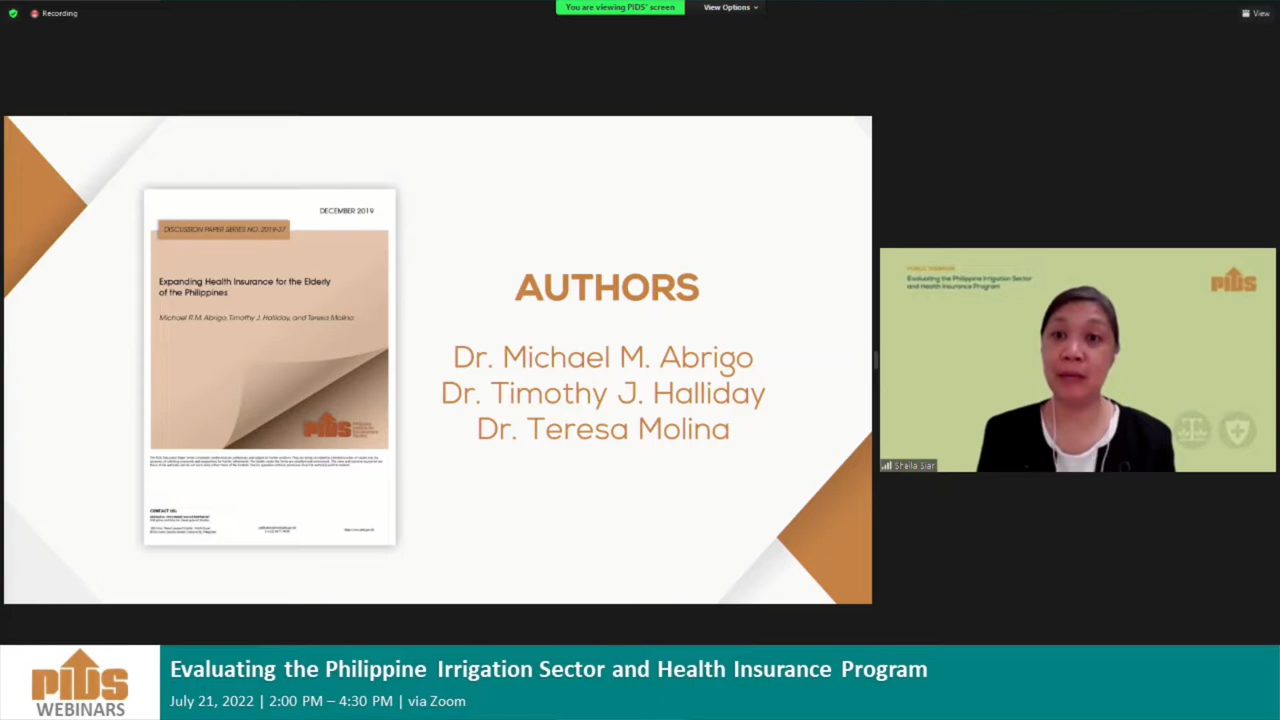 Recording
You are viewing PIDS' screen
View Options
View
DECEMBER 2019
DISCUSSION PAPER SERIES NO. 2019-37
Expanding Health Insurance for the Elderly
of the Philippines
Michael R.M. Abrigo, Timothy J. Halliday, and Teresa Molina
PIDS
CONTACT US:
AUTHORS
Dr. Michael M. Abrigo
Dr. Timothy J. Halliday
Dr. Teresa Molina
PUBLIC WEBINAR
Evaluating the Philippine Irrigation Sector
and Health Insurance Program
PIDS
Sheila Siar
PIDS
WEBINARS
Evaluating the Philippine Irrigation Sector and Health Insurance Program
July 21, 2022 | 2:00 PM – 4:30 PM | via Zoom